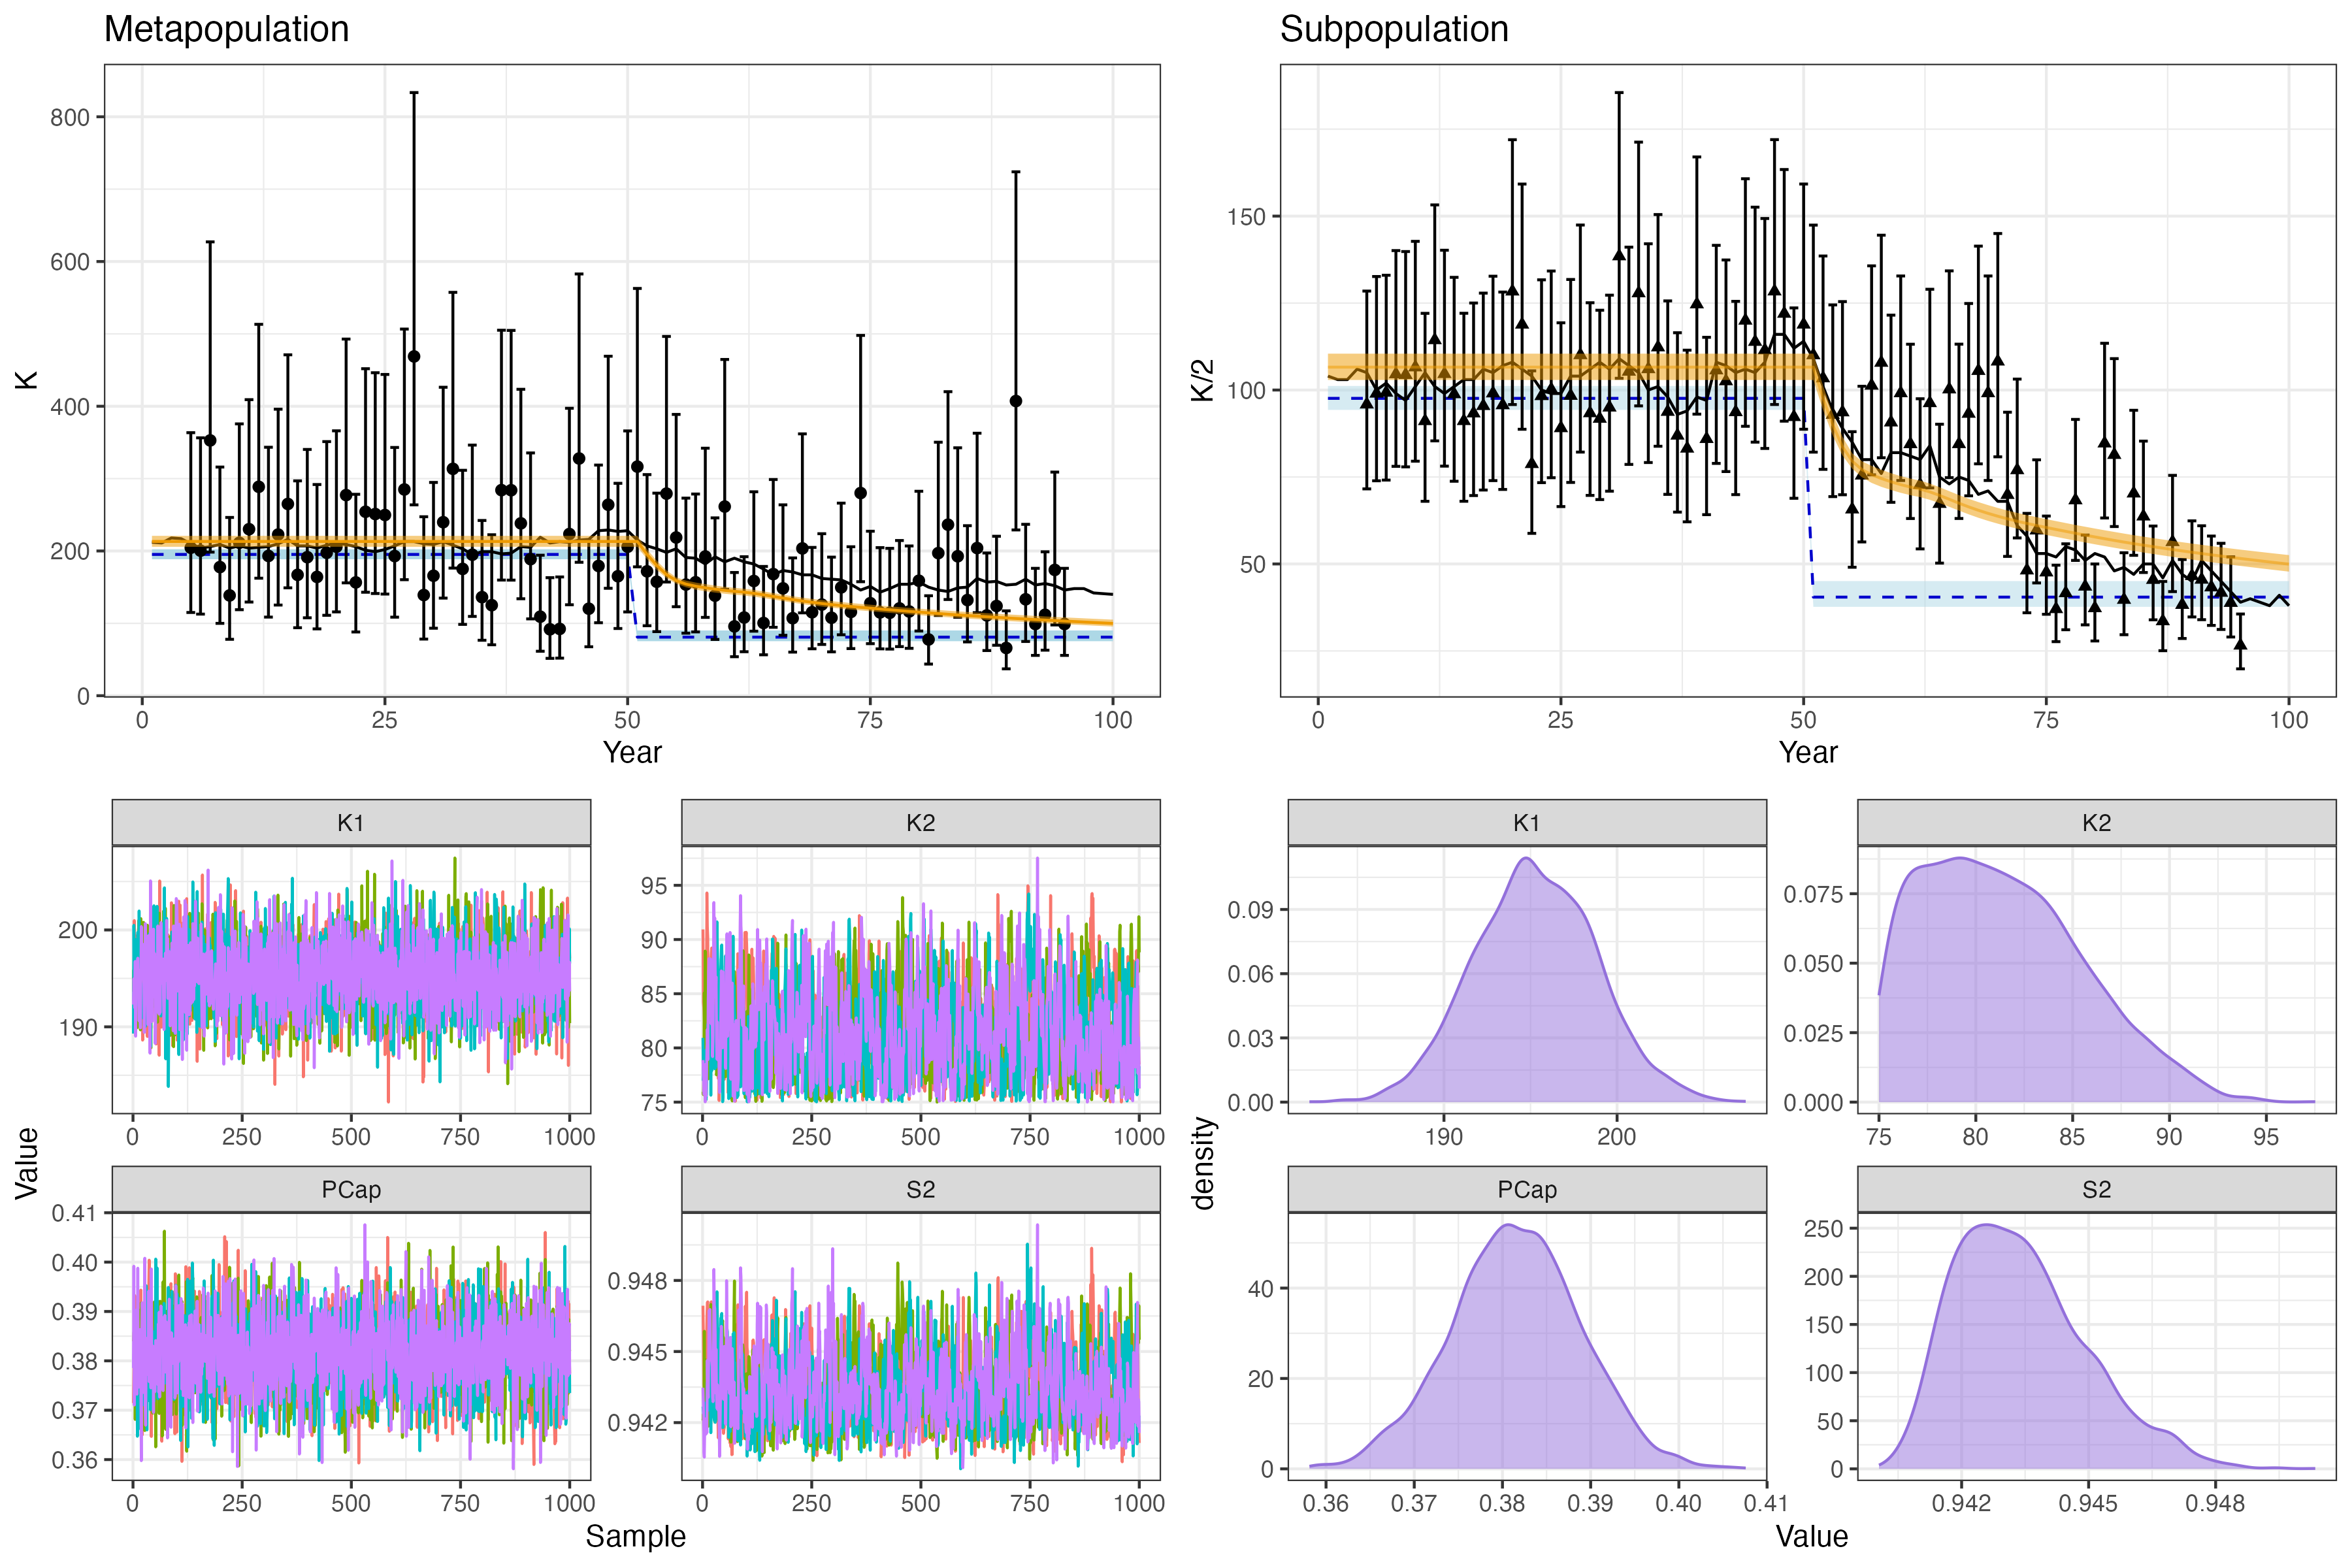 Metapopulation
Subpopulation
800
600
400
200
0
K
0 25 50 75 100
Year
150
100
50
K/2
0 25 50 75 100
Year
K1
K2
200
190
95
90
85
80
75
0 250 500 750 1000
0 250 500 750 1000
PCap
S2
0.41
0.40
0.39
0.38
0.37
0.36
0.948
0.945
0.942
0 250 500 750 1000
0 250 500 750 1000
Value
Sample
K1
K2
0.09
0.06
0.03
0.00
0.075
0.050
0.025
0.000
190 200
75 80 85 90 95
PCap
S2
40
20
0
250
200
150
100
50
0
0.36 0.37 0.38 0.39 0.40 0.41
0.942 0.945 0.948
density
Value